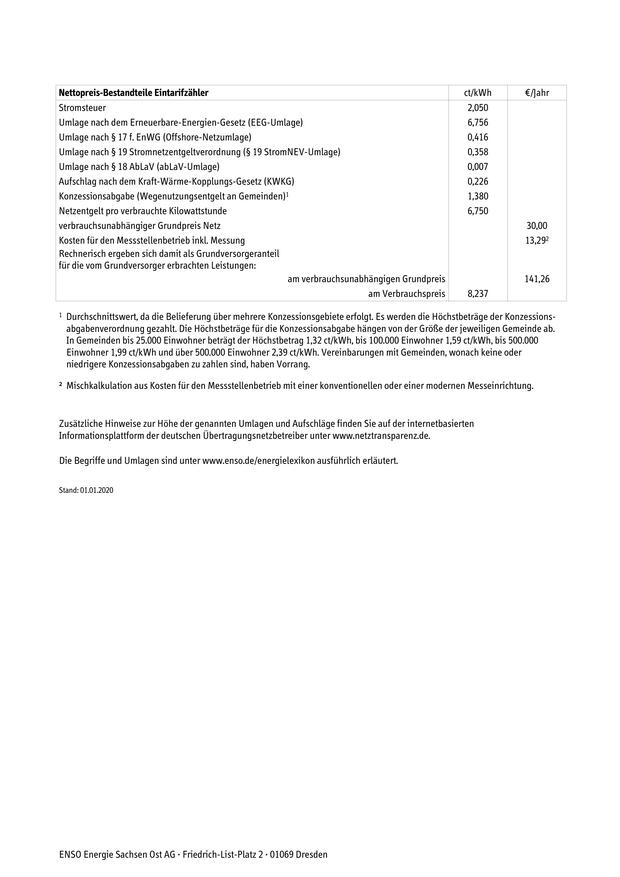 Nettopreis-Bestandteile Eintarifzähler ct/kWh €/Jahr
Stromsteuer 2,050
Umlage nach dem Erneuerbare-Energien-Gesetz (EEG-Umlage) 6,756
Umlage nach § 17 f. EnWG (Offshore-Netzumlage) 0,416
Umlage nach § 19 Stromnetzentgeltverordnung (§ 19 StromNEV-Umlage) 0,358
Umlage nach § 18 AbLaV (abLaV-Umlage) 0,007
Aufschlag nach dem Kraft-Wärme-Kopplungs-Gesetz (KWKG) 0,226
Konzessionsabgabe (Wegenutzungsentgelt an Gemeinden)¹ 1,380
Netzentgelt pro verbrauchte Kilowattstunde 6,750
verbrauchsunabhängiger Grundpreis Netz 30,00
Kosten für den Messstellenbetrieb inkl. Messung 13,29²
Rechnerisch ergeben sich damit als Grundversorgeranteil
für die vom Grundversorger erbrachten Leistungen:
am verbrauchsunabhängigen Grundpreis 141,26
am Verbrauchspreis 8,237
¹ Durchschnittswert, da die Belieferung über mehrere Konzessionsgebiete erfolgt. Es werden die Höchstbeträge der Konzessions-
abgabenverordnung gezahlt. Die Höchstbeträge für die Konzessionsabgabe hängen von der Größe der jeweiligen Gemeinde ab.
In Gemeinden bis 25.000 Einwohner beträgt der Höchstbetrag 1,32 ct/kWh, bis 100.000 Einwohner 1,59 ct/kWh, bis 500.000
Einwohner 1,99 ct/kWh und über 500.000 Einwohner 2,39 ct/kWh. Vereinbarungen mit Gemeinden, wonach keine oder
niedrigere Konzessionsabgaben zu zahlen sind, haben Vorrang.
² Mischkalkulation aus Kosten für den Messstellenbetrieb mit einer konventionellen oder einer modernen Messeinrichtung.
Zusätzliche Hinweise zur Höhe der genannten Umlagen und Aufschläge finden Sie auf der internetbasierten
Informationsplattform der deutschen Übertragungsnetzbetreiber unter www.netztransparenz.de.
Die Begriffe und Umlagen sind unter www.enso.de/energielexikon ausführlich erläutert.
Stand: 01.01.2020
ENSO Energie Sachsen Ost AG · Friedrich-List-Platz 2 · 01069 Dresden